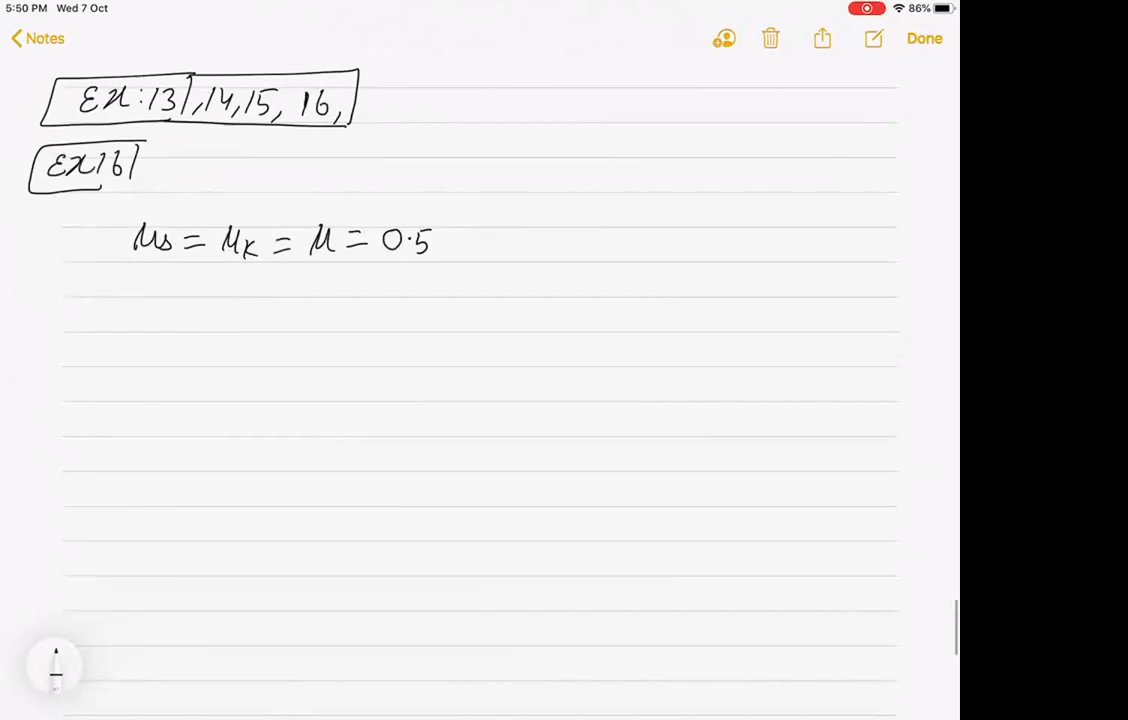 5:50 PM Wed 7 Oct 86%
Notes Done
Ex:13,14,15, 16,
Ex16
μs = μK = μ = 0.5